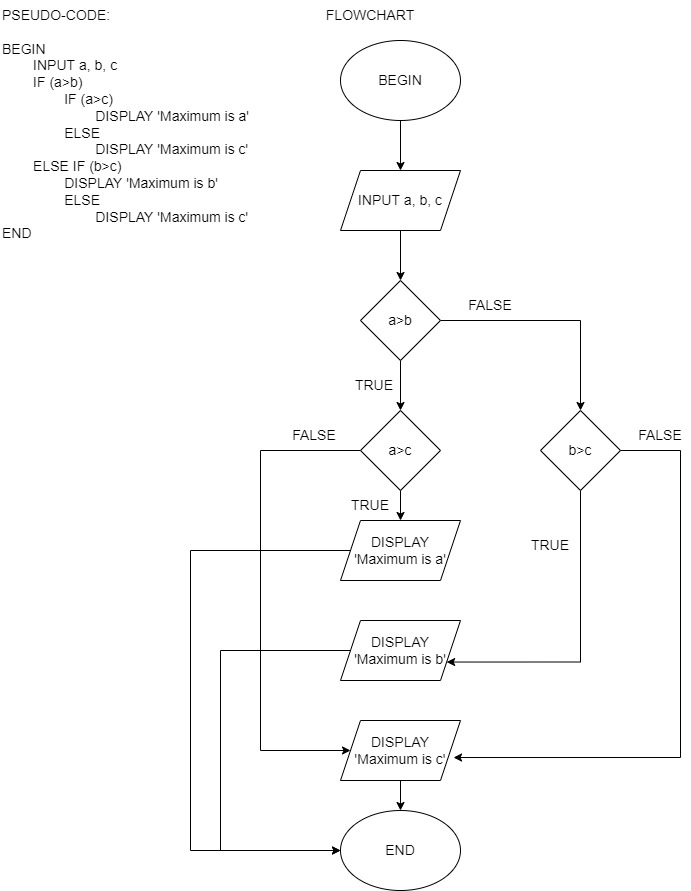 PSEUDO-CODE:
BEGIN
INPUT a, b, c
IF (a>b)
IF (a>c)
DISPLAY 'Maximum is a'
ELSE
DISPLAY 'Maximum is c'
ELSE IF (b>c)
DISPLAY 'Maximum is b'
ELSE
DISPLAY 'Maximum is c'
END
FLOWCHART
BEGIN
INPUT a, b, c
a>b
FALSE
TRUE
FALSE
a>c
b>c
FALSE
TRUE
DISPLAY
'Maximum is a'
TRUE
DISPLAY
'Maximum is b'
DISPLAY
'Maximum is c'
END